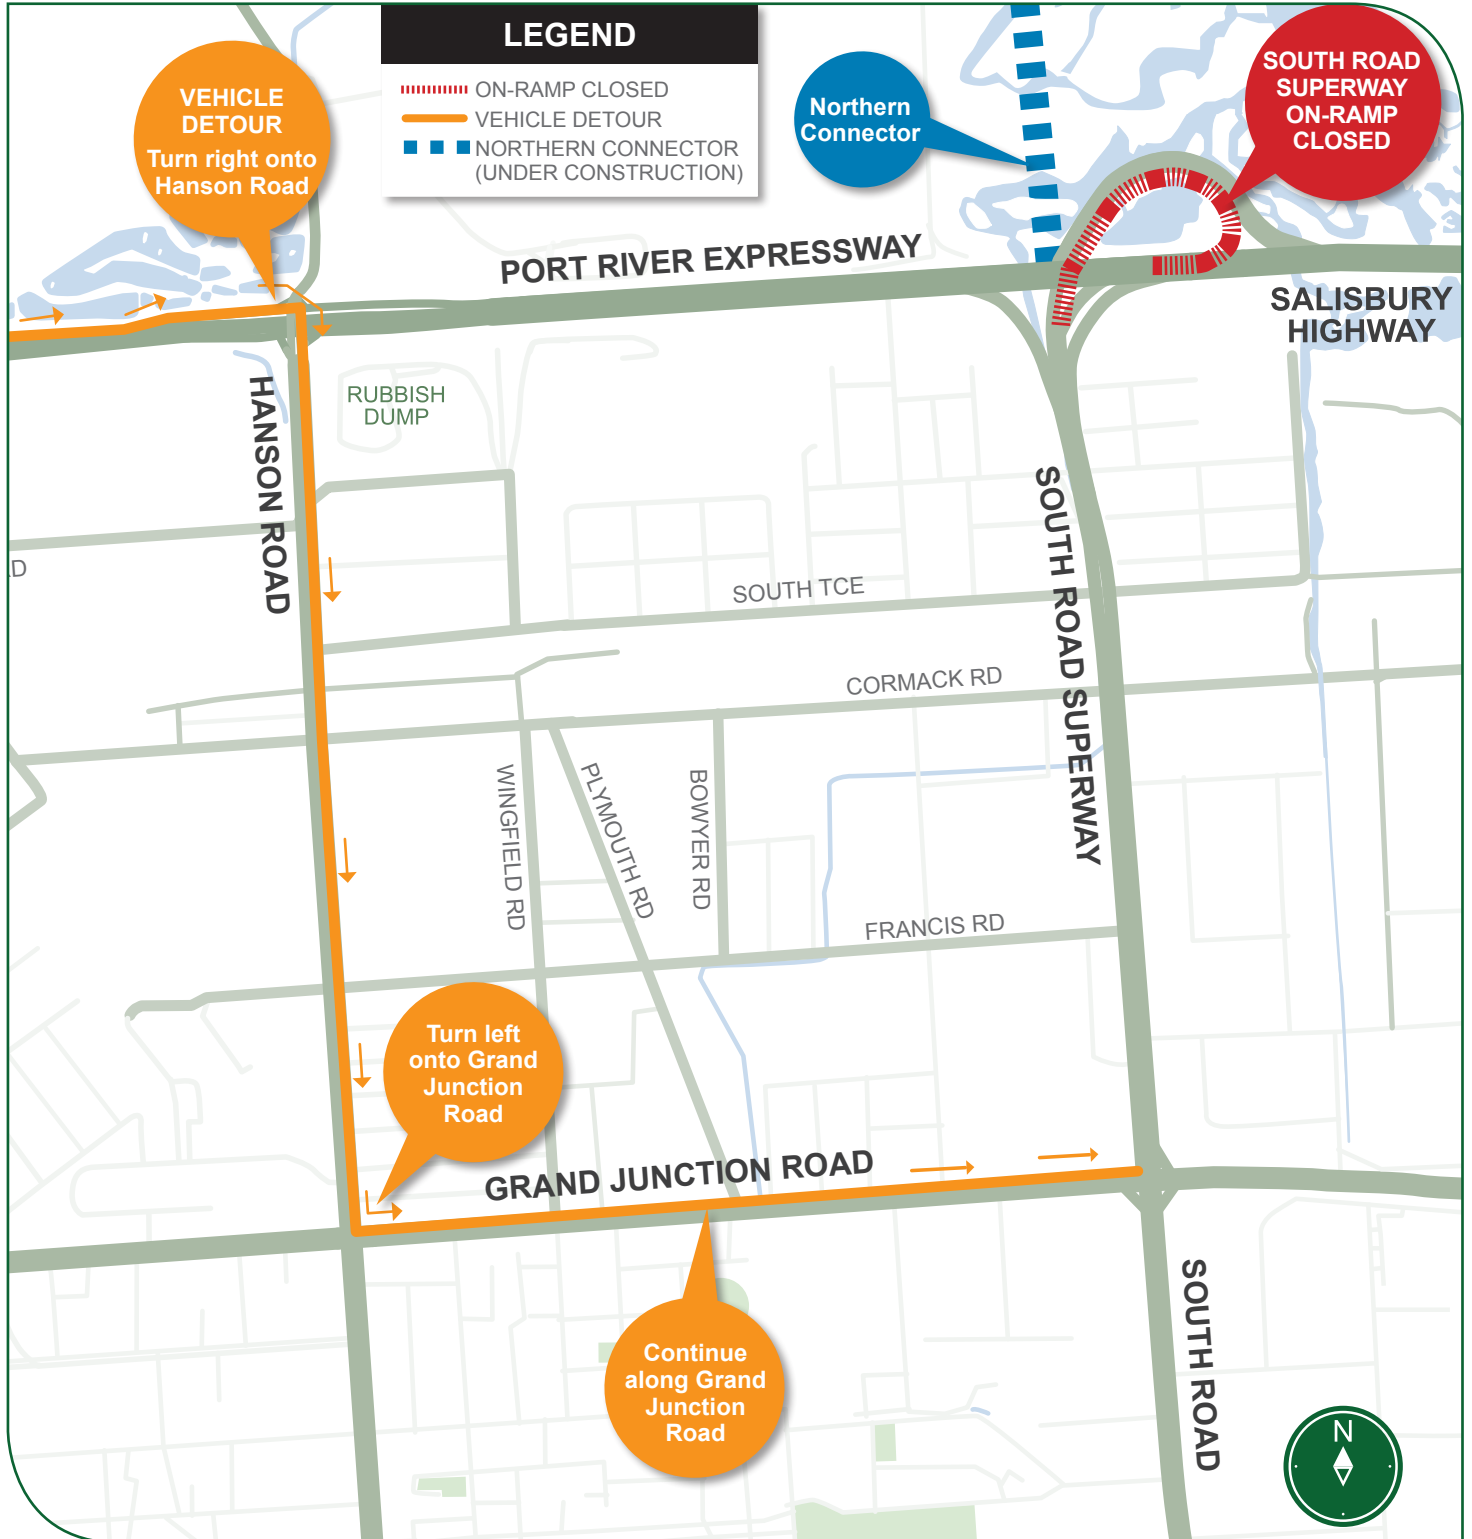 LEGEND
ON-RAMP CLOSED
VEHICLE DETOUR
NORTHERN CONNECTOR
(UNDER CONSTRUCTION)
VEHICLE
DETOUR
Turn right onto
Hanson Road
Northern
Connector
SOUTH ROAD
SUPERWAY
ON-RAMP
CLOSED
PORT RIVER EXPRESSWAY
SALISBURY
HIGHWAY
HANSON ROAD
RUBBISH
DUMP
SOUTH ROAD SUPERWAY
D
SOUTH TCE
CORMACK RD
WINGFIELD RD
PLYMOUTH RD
BOWYER RD
FRANCIS RD
Turn left
onto Grand
Junction
Road
GRAND JUNCTION ROAD
Continue
along Grand
Junction
Road
SOUTH ROAD
N